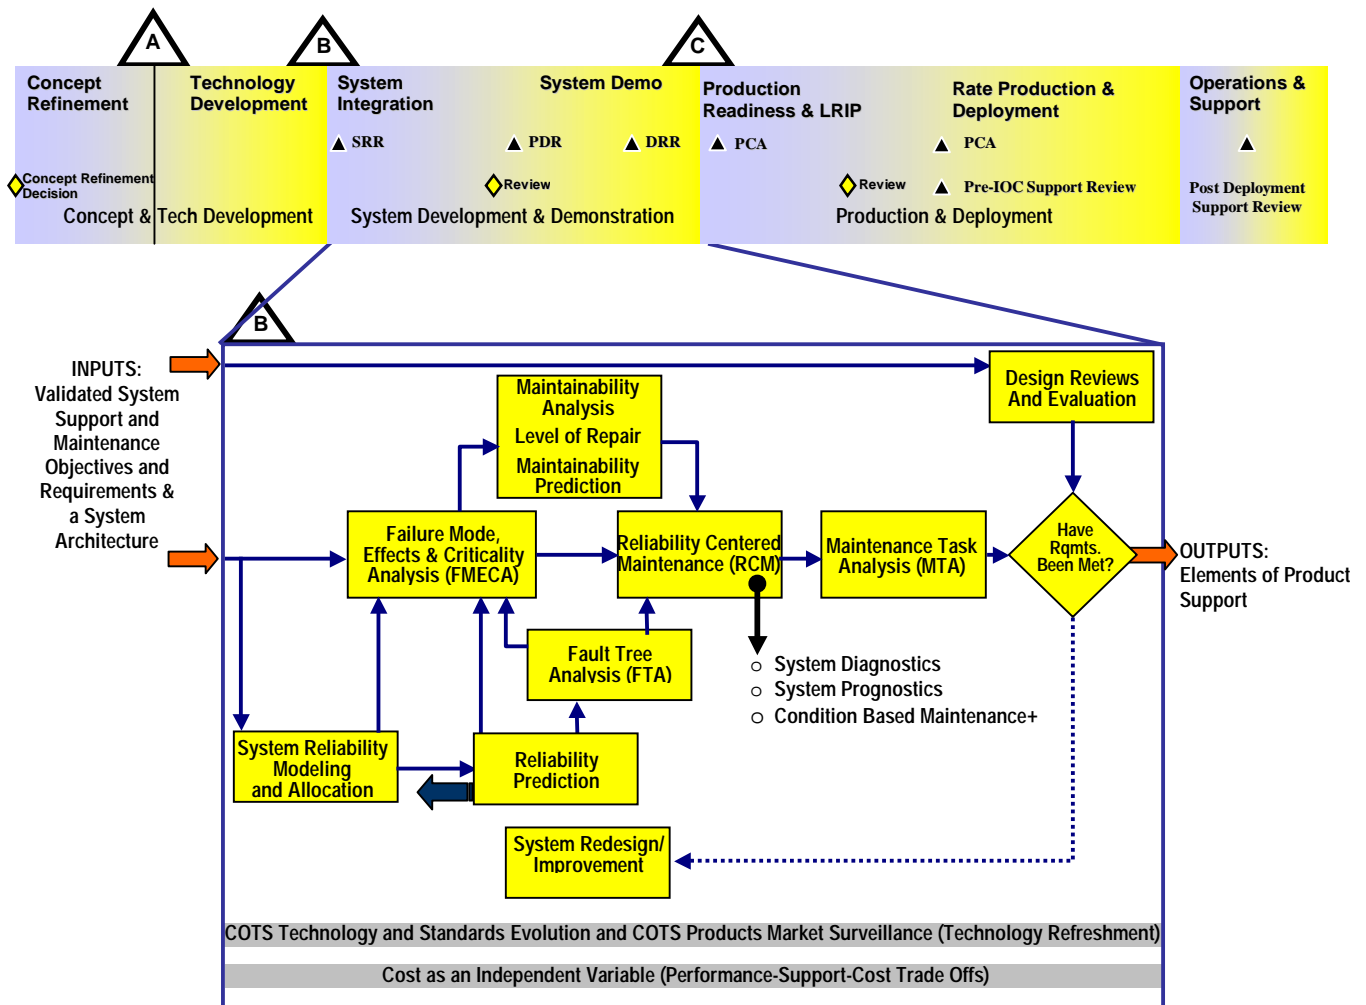 A
B
C
Concept
Refinement
Technology
Development
System
Integration
System Demo
Production
Readiness & LRIP
Rate Production &
Deployment
Operations &
Support
SRR
PDR
DRR
PCA
PCA
Concept Refinement
Decision
Review
Review
Pre-IOC Support Review
Post Deployment
Support Review
Concept & Tech Development
System Development & Demonstration
Production & Deployment
B
INPUTS:
Validated System
Support and
Maintenance
Objectives and
Requirements &
a System
Architecture
Design Reviews
And Evaluation
Maintainability
Analysis
Level of Repair
Maintainability
Prediction
Failure Mode,
Effects & Criticality
Analysis (FMECA)
Reliability Centered
Maintenance (RCM)
Maintenance Task
Analysis (MTA)
Have
Rqmts.
Been Met?
OUTPUTS:
Elements of Product
Support
Fault Tree
Analysis (FTA)
o System Diagnostics
o System Prognostics
o Condition Based Maintenance+
System Reliability
Modeling
and Allocation
Reliability
Prediction
System Redesign/
Improvement
COTS Technology and Standards Evolution and COTS Products Market Surveillance (Technology Refreshment)
Cost as an Independent Variable (Performance-Support-Cost Trade Offs)